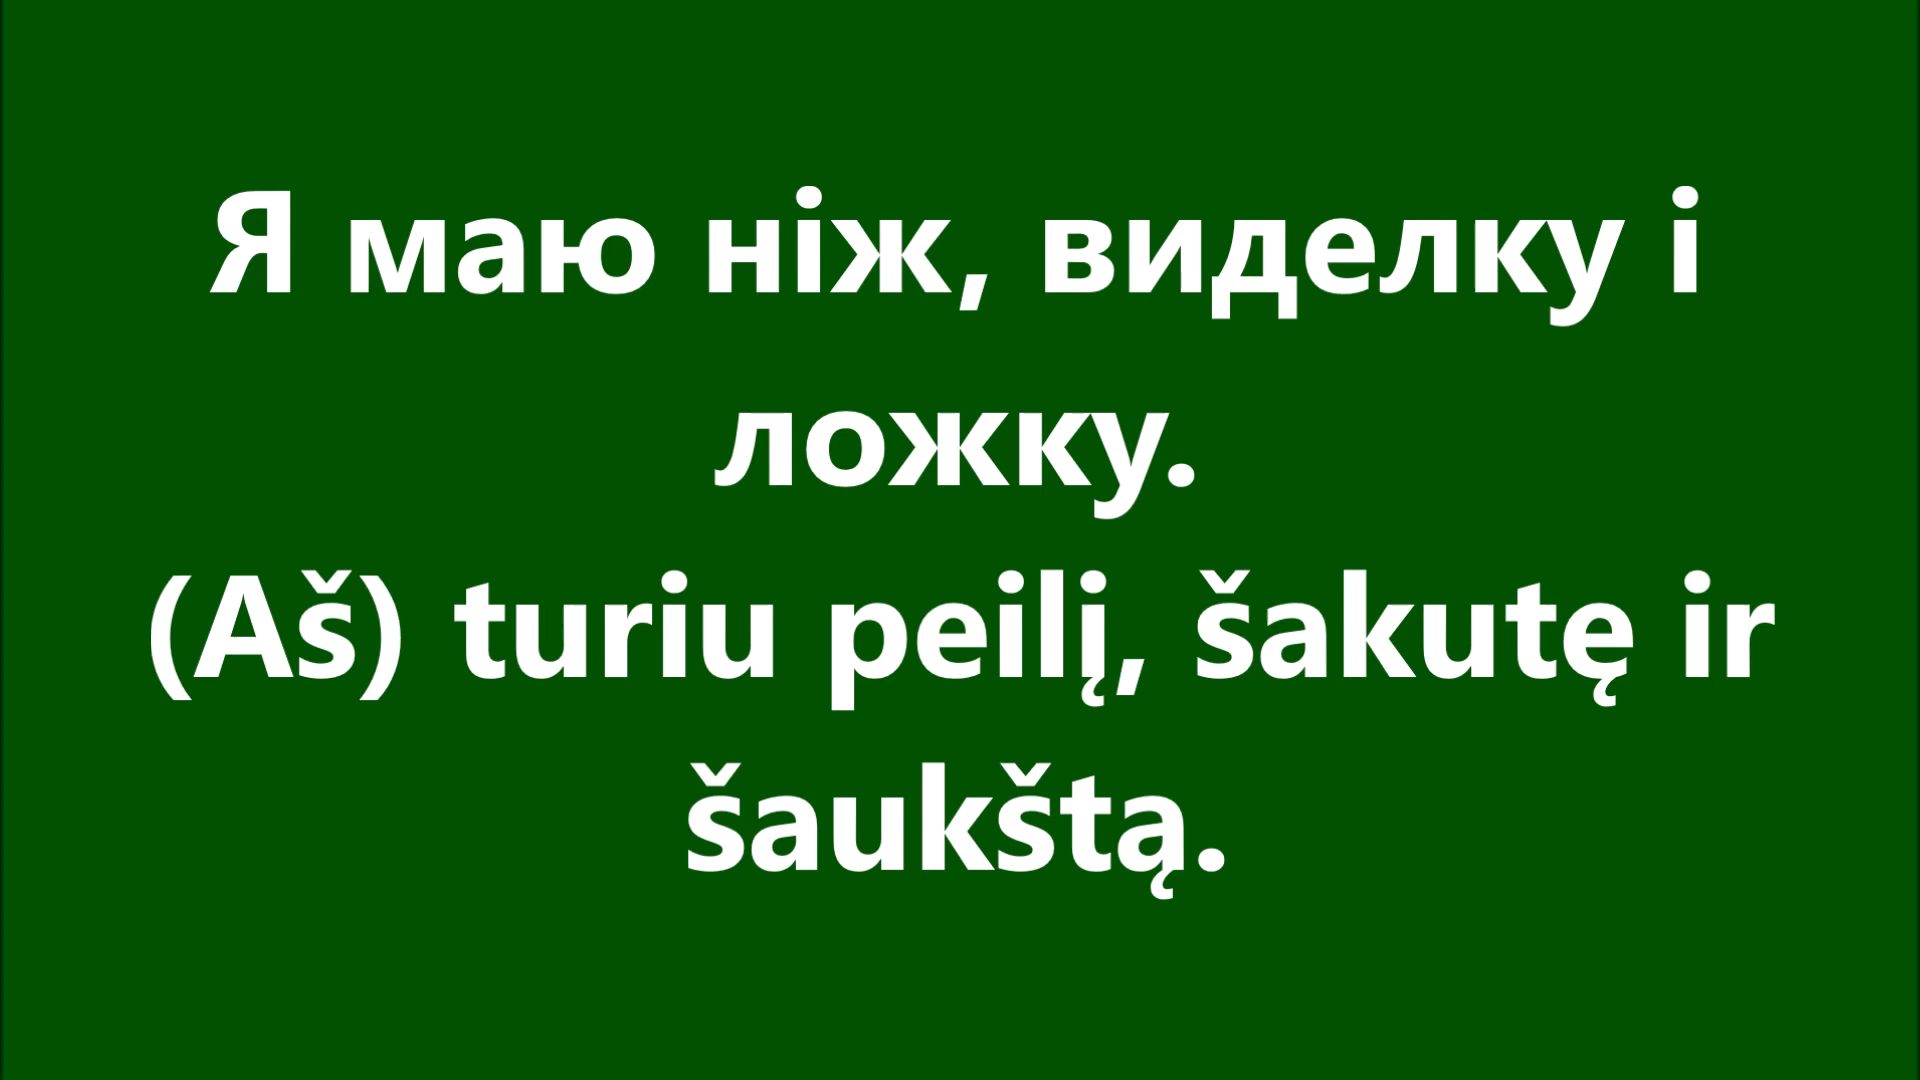 Я маю ніж, виделку і
ложку.
(Aš) turiu peilį, šakutę ir
šaukštą.